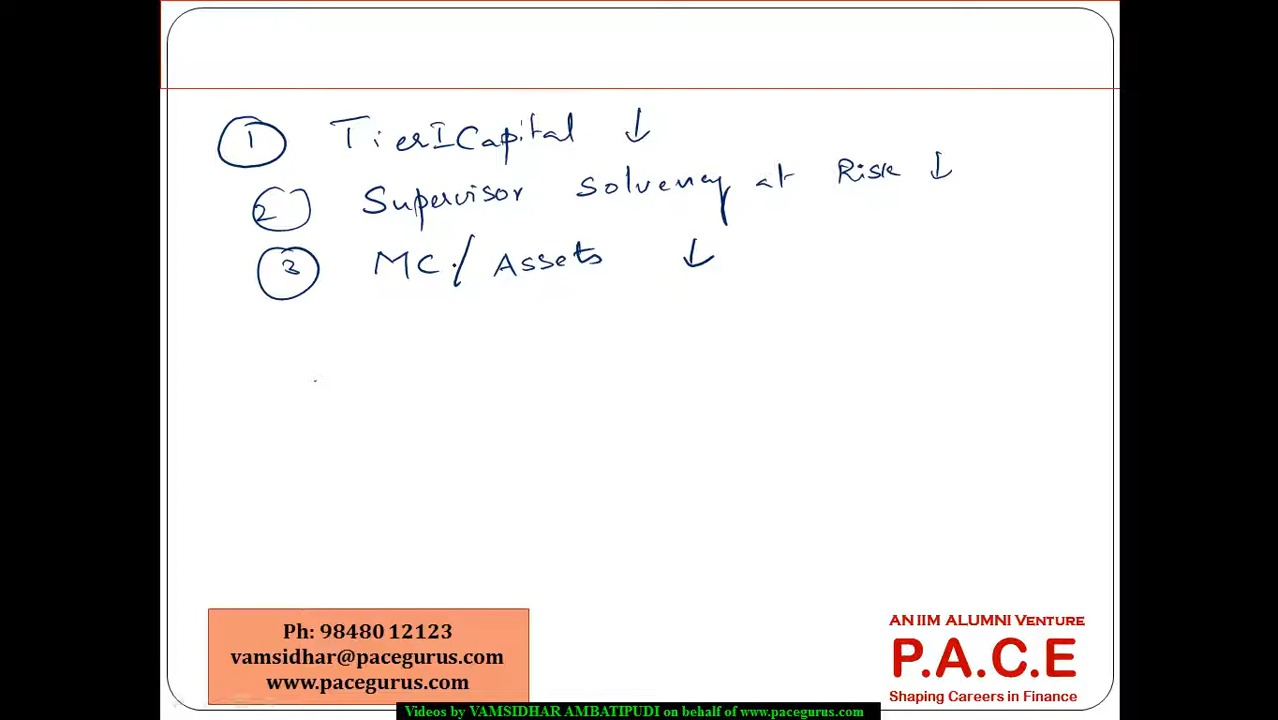 1 Tier I Capital ↓
2 Supervisor Solvency at Risk ↓
3 MC / Assets ↓
Ph: 98480 12123
vamsidhar@pacegurus.com
www.pacegurus.com
AN IIM ALUMNI VENTURE
P.A.C.E
Shaping Careers in Finance
Videos by VAMSIDHAR AMBATIPUDI on behalf of www.pacegurus.com